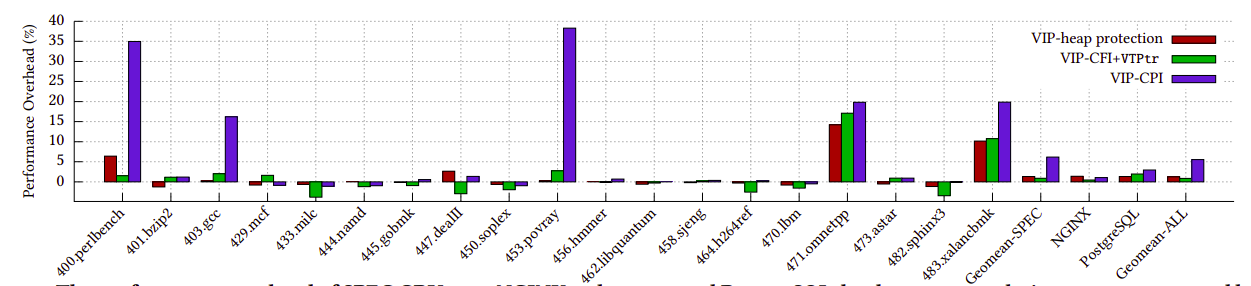 Performance Overhead (%)
40
35
30
25
20
15
10
5
0
VIP-heap protection
VIP-CFI+VTPtr
VIP-CPI
400.perlbench
401.bzip2
403.gcc
429.mcf
433.milc
444.namd
445.gobmk
447.dealII
450.soplex
453.povray
456.hmmer
462.libquantum
458.sjeng
464.h264ref
470.lbm
471.omnetpp
473.astar
482.sphinx3
483.xalancbmk
Geomean-SPEC
NGINX
PostgreSQL
Geomean-ALL